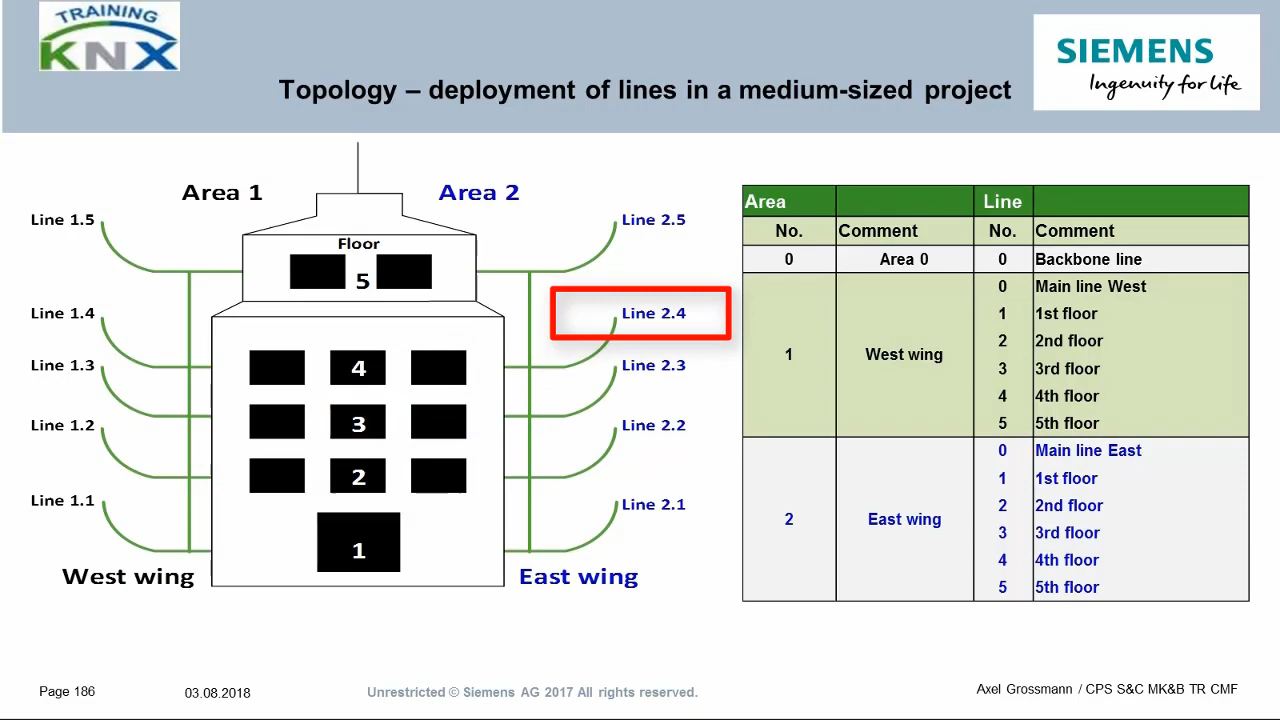 TRAINING
KNX
SIEMENS
Ingenuity for life
Topology – deployment of lines in a medium-sized project
Area 1
Area 2
Line 1.5
Line 2.5
Floor
5
Line 1.4
Line 2.4
Line 1.3
4
Line 2.3
Line 1.2
3
Line 2.2
2
Line 1.1
Line 2.1
1
West wing
East wing
Area Line
No. Comment No. Comment
0 Area 0 0 Backbone line
0 Main line West
1 1st floor
2 2nd floor
1 West wing
3 3rd floor
4 4th floor
5 5th floor
0 Main line East
1 1st floor
2 2nd floor
2 East wing
3 3rd floor
4 4th floor
5 5th floor
Page 186
03.08.2018
Unrestricted © Siemens AG 2017 All rights reserved.
Axel Grossmann / CPS S&C MK&B TR CMF